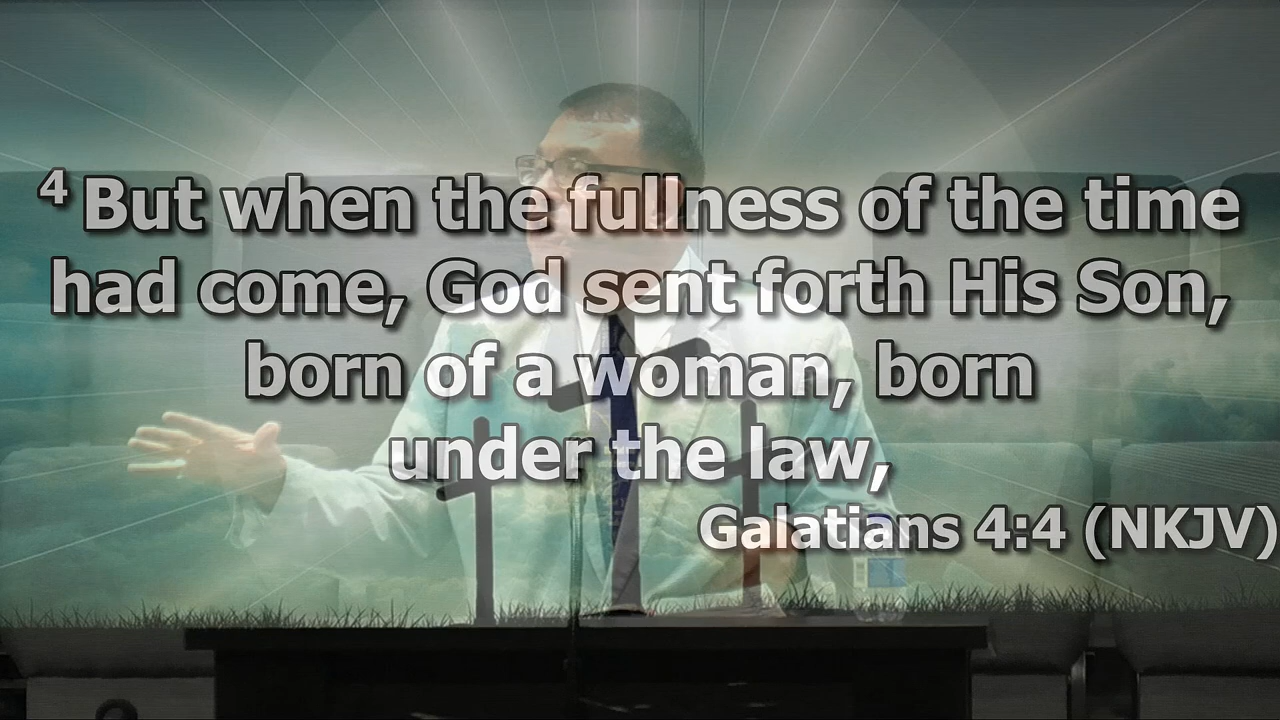 4 But when the fullness of the time
had come, God sent forth His Son,
born of a woman, born
under the law,
Galatians 4:4 (NKJV)